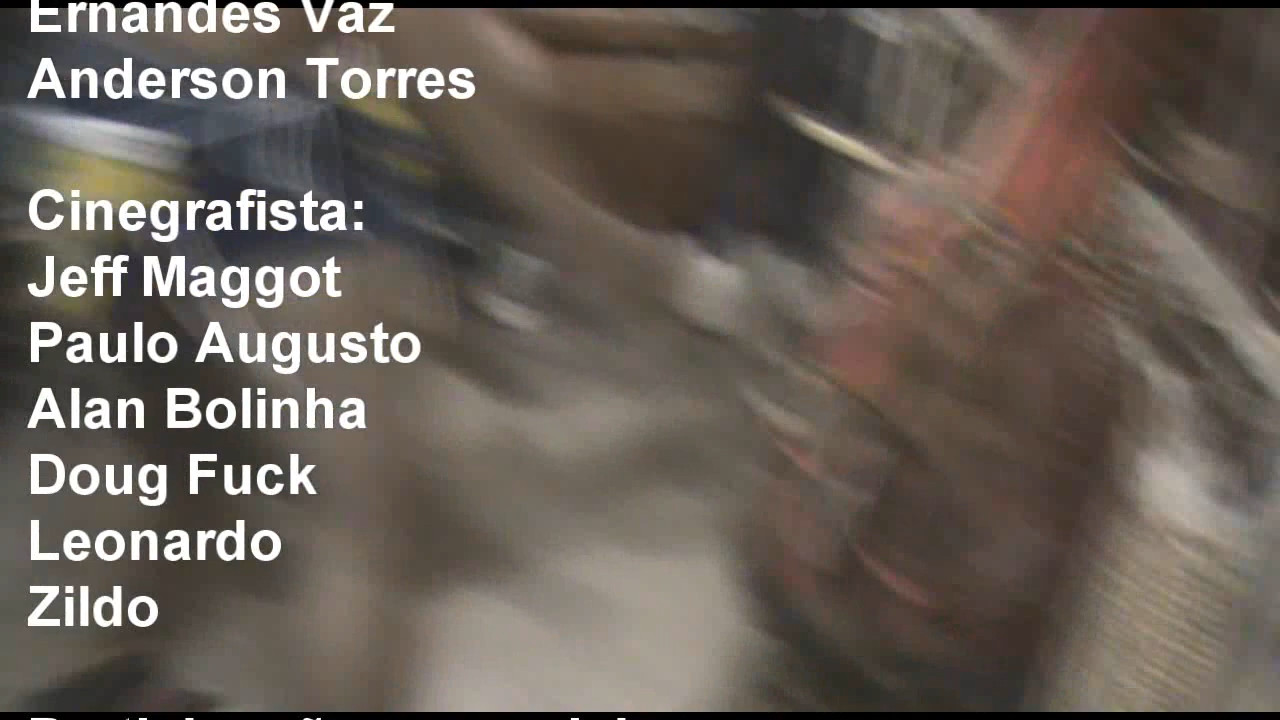 Ernandes Vaz
Anderson Torres
Cinegrafista:
Jeff Maggot
Paulo Augusto
Alan Bolinha
Doug Fuck
Leonardo
Zildo